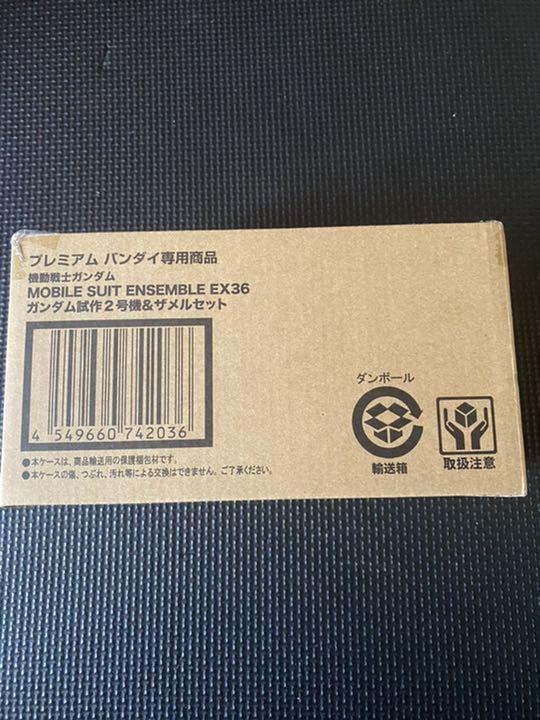 プレミアム バンダイ専用商品
機動戦士ガンダム
MOBILE SUIT ENSEMBLE EX36
ガンダム試作２号機&ザメルセット
4 549660 742036
●本ケースは、商品輸送用の保護梱包材です。
●本ケースの傷、つぶれ、汚れ等による交換はできません。ご了承ください。
ダンボール
輸送箱
取扱注意